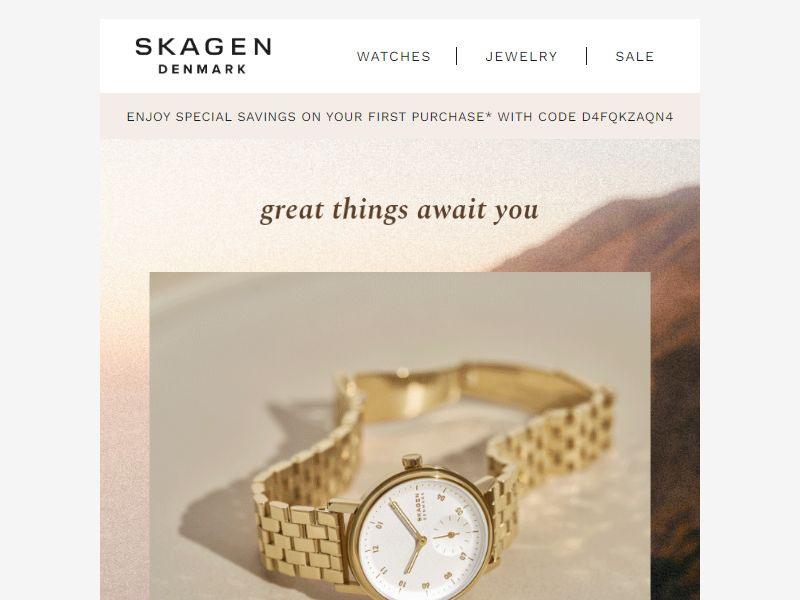 SKAGEN
DENMARK
WATCHES
JEWELRY
SALE
ENJOY SPECIAL SAVINGS ON YOUR FIRST PURCHASE* WITH CODE D4FQKZAQN4
great things await you
SKAGEN
DENMARK